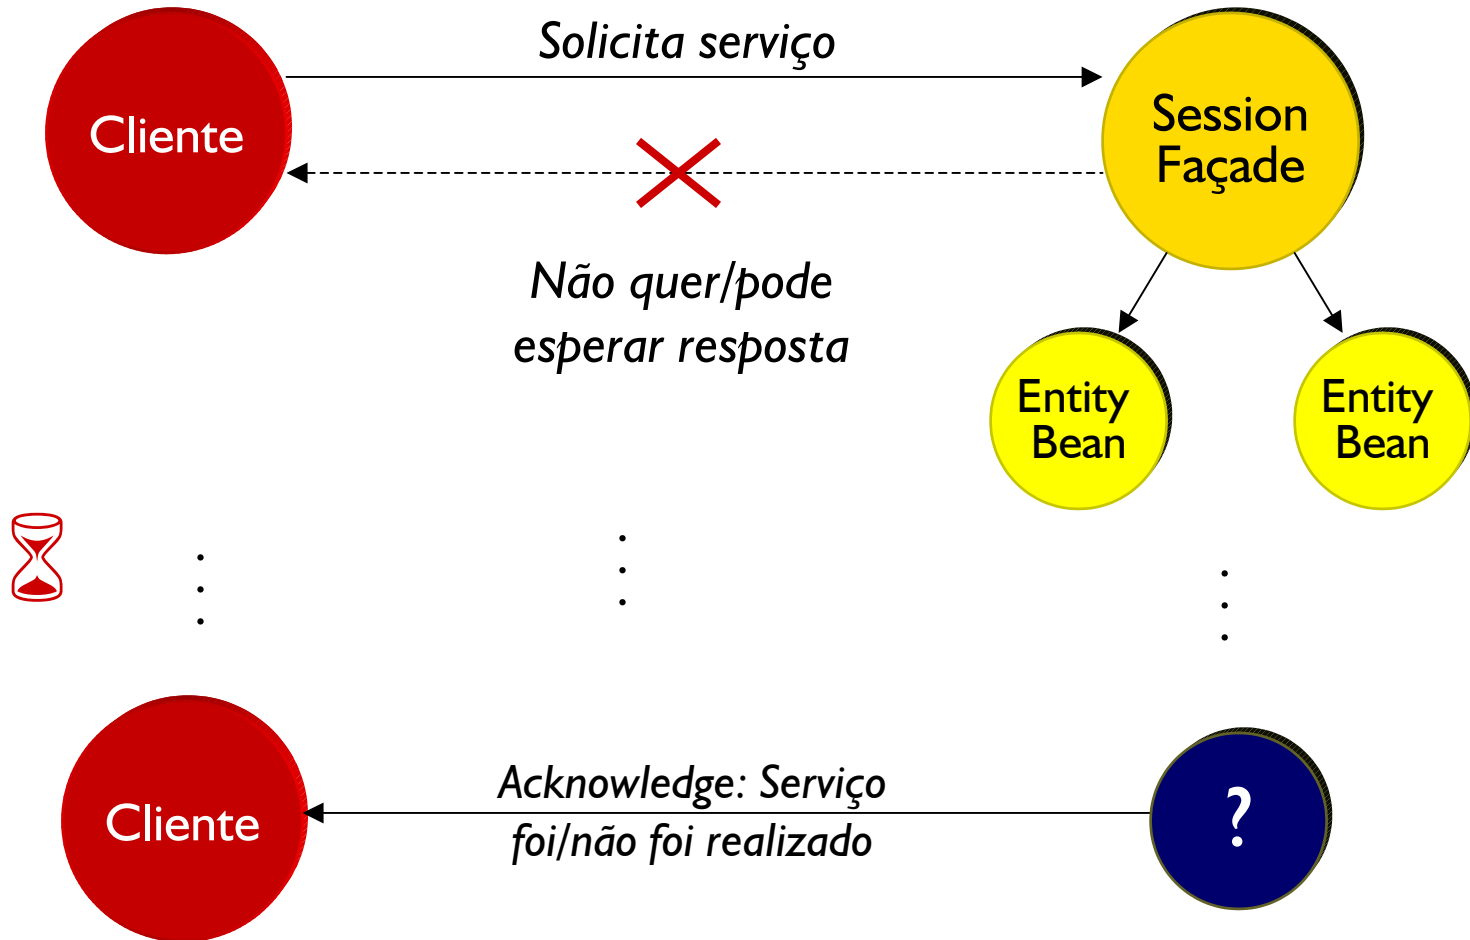 Solicita serviço
Cliente
Session
Façade
Não quer/pode
esperar resposta
Entity
Bean
Entity
Bean
Cliente
Acknowledge: Serviço
foi/não foi realizado
?